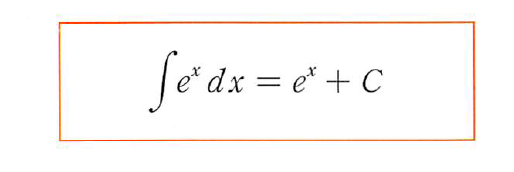 ∫eˣ dx = eˣ + C